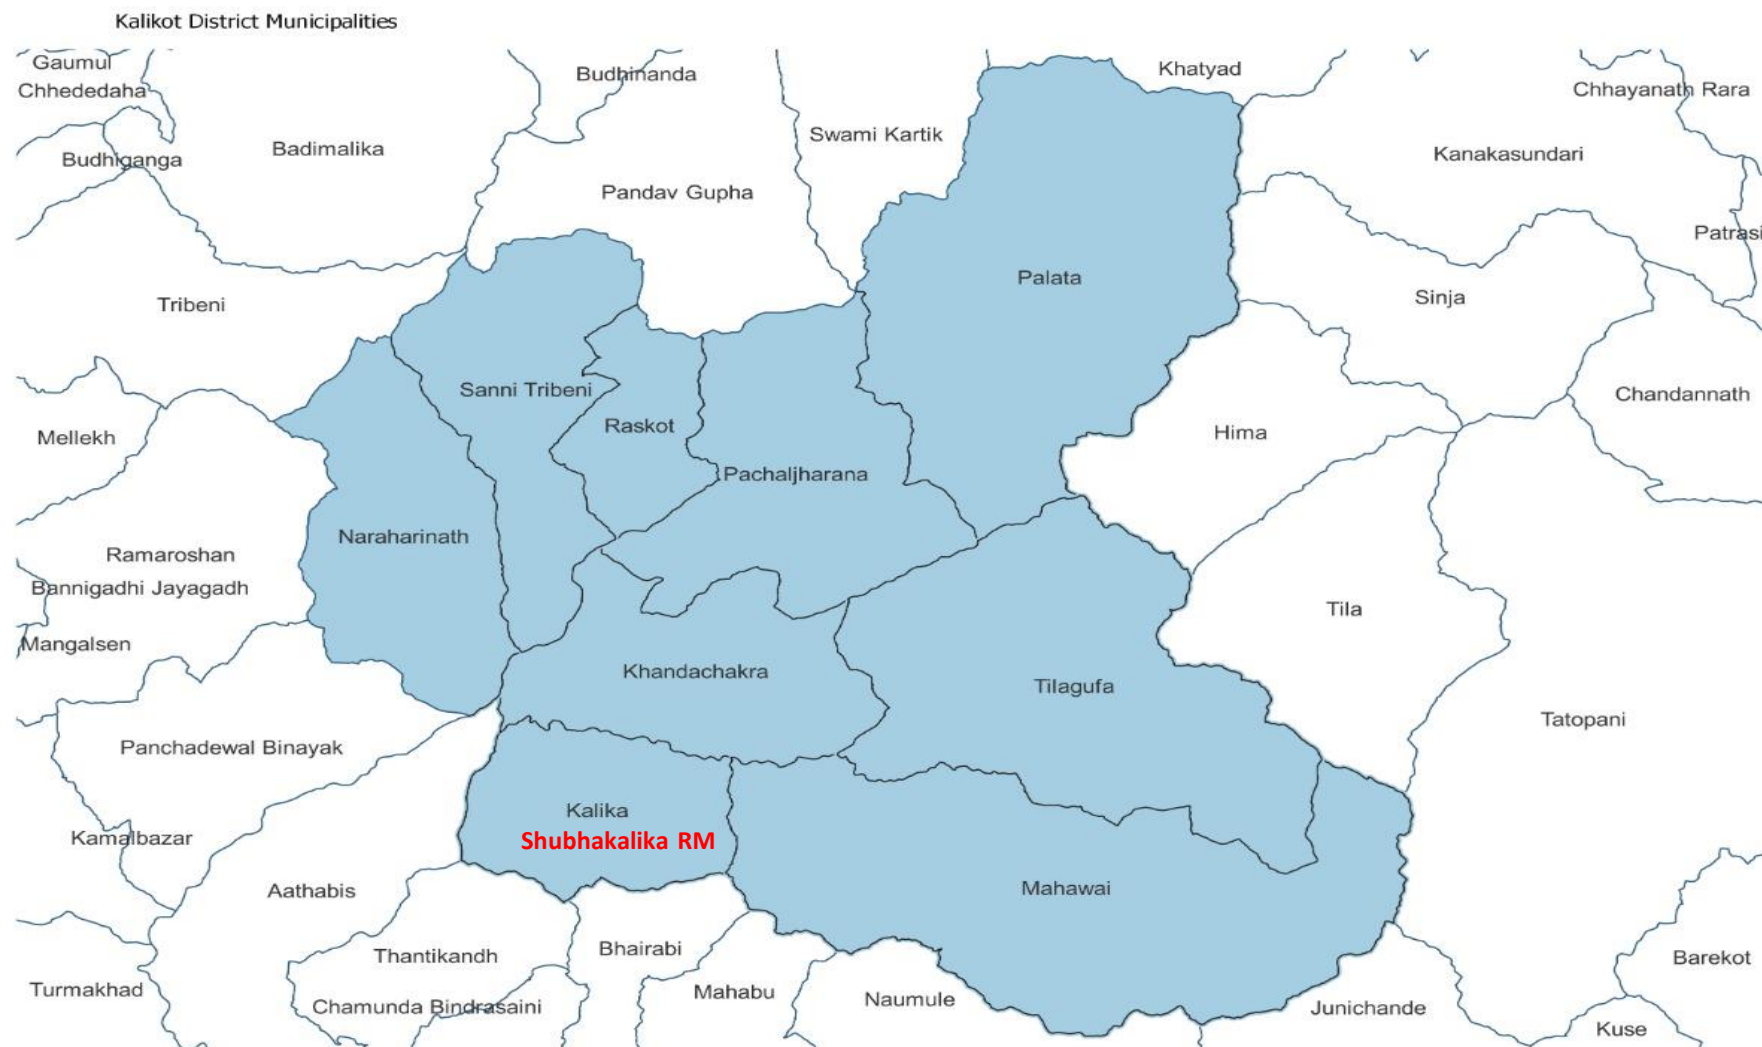 Kalikot District Municipalities
Gaumul
Chhededaha
Budhiganga
Badimalika
Budhinanda
Pandav Gupha
Swami Kartik
Khatyad
Chhayanath Rara
Kanakasundari
Patrasi
Tribeni
Palata
Sinja
Sanni Tribeni
Raskot
Mellekh
Hima
Chandannath
Pachaljharana
Naraharinath
Ramaroshan
Bannigadhi Jayagadh
Mangalsen
Tila
Khandachakra
Tilagufa
Tatopani
Panchadewal Binayak
Kalika
Shubhakalika RM
Kamalbazar
Aathabis
Mahawai
Thantikandh
Bhairabi
Barekot
Turmakhad
Chamunda Bindrasaini
Mahabu
Naumule
Junichande
Kuse